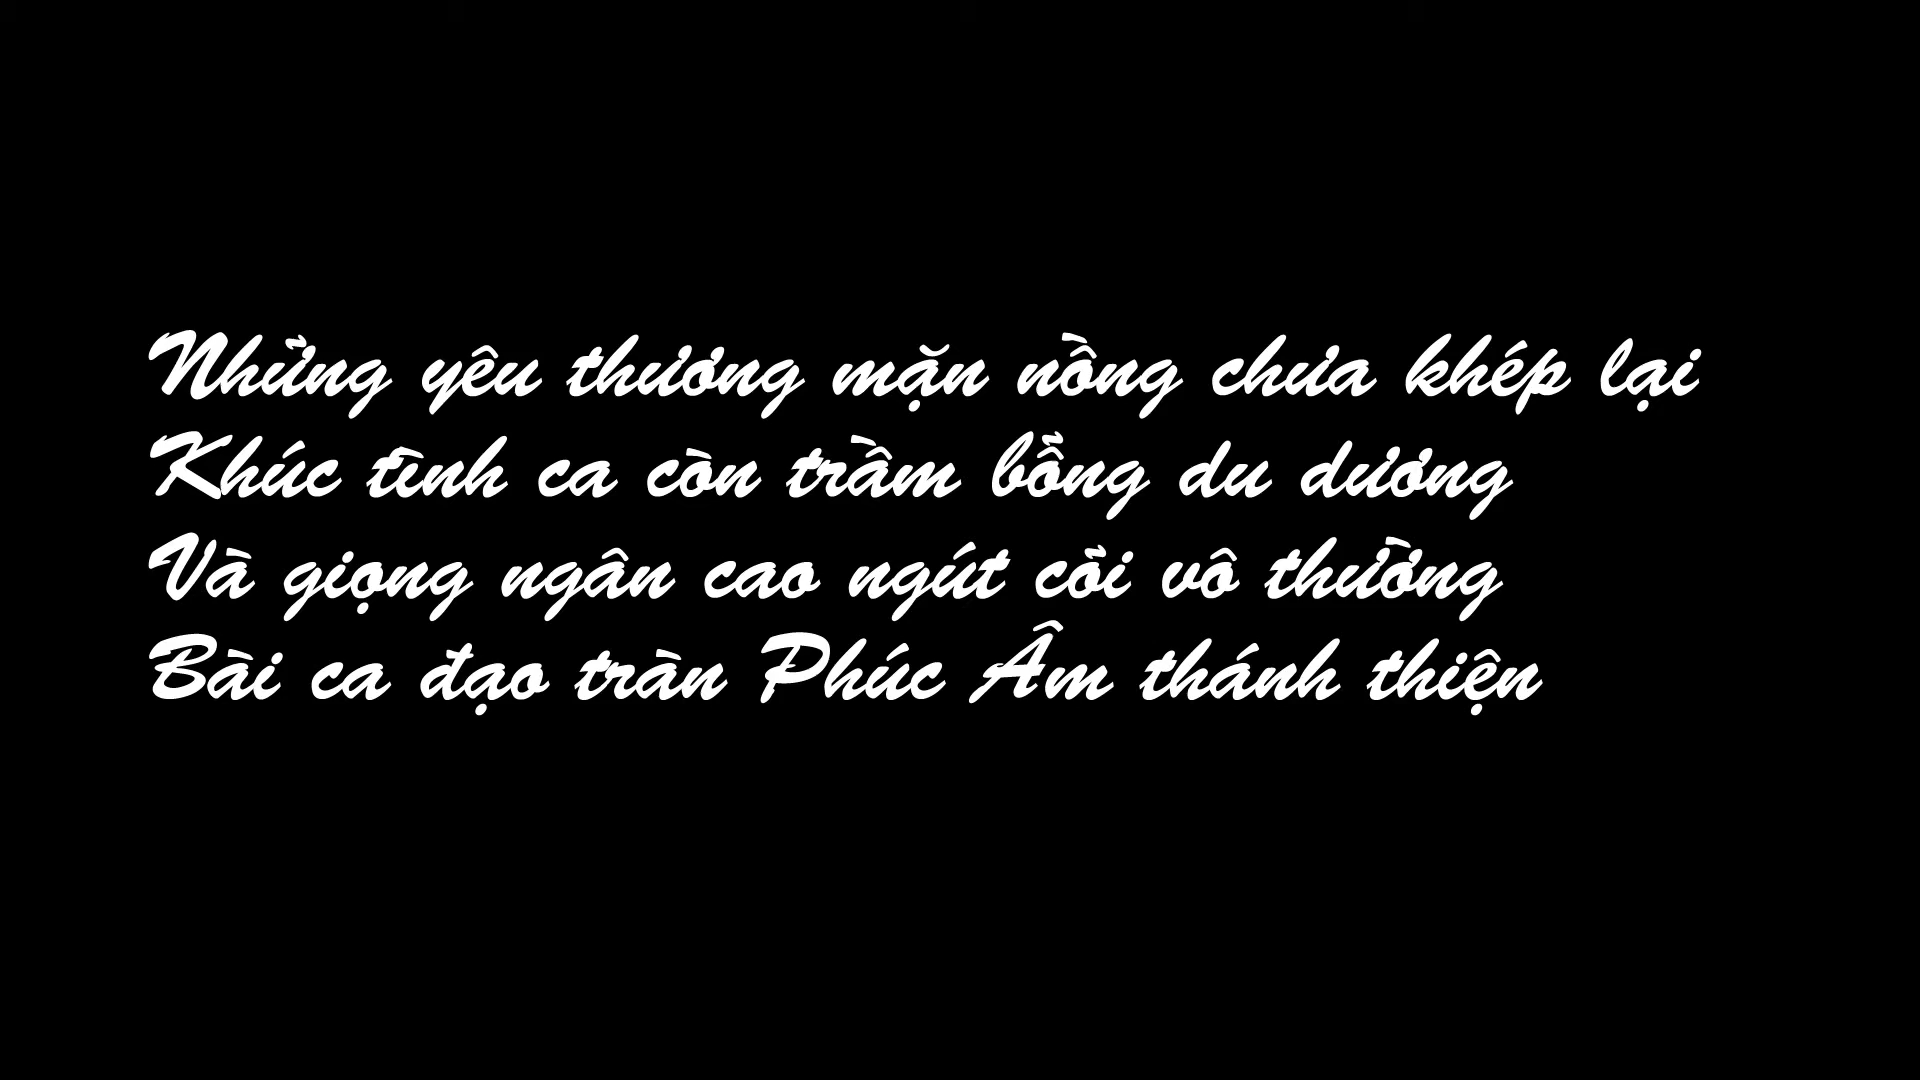 Những yêu thương mặn nồng chưa khép lại
Khúc tình ca còn trầm bổng du dương
Và giọng ngân cao ngút cõi vô thường
Bài ca đạo tràn Phúc Âm thánh thiện